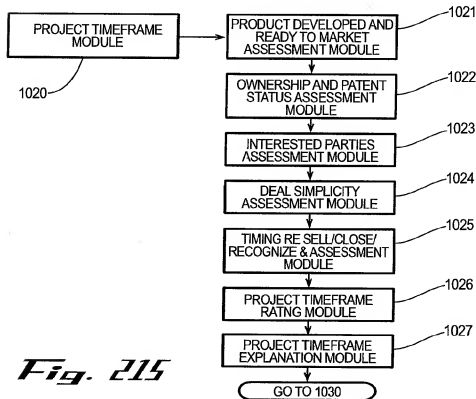 PROJECT TIMEFRAME
MODULE
1020
PRODUCT DEVELOPED AND
READY TO MARKET
ASSESSMENT MODULE
1021
OWNERSHIP AND PATENT
STATUS ASSESSMENT
MODULE
1022
INTERESTED PARTIES
ASSESSMENT MODULE
1023
DEAL SIMPLICITY
ASSESSMENT MODULE
1024
TIMING RE SELL/CLOSE/
RECOGNIZE & ASSESSMENT
MODULE
1025
PROJECT TIMEFRAME
RATNG MODULE
1026
PROJECT TIMEFRAME
EXPLANATION MODULE
1027
GO TO 1030
Fig. 215